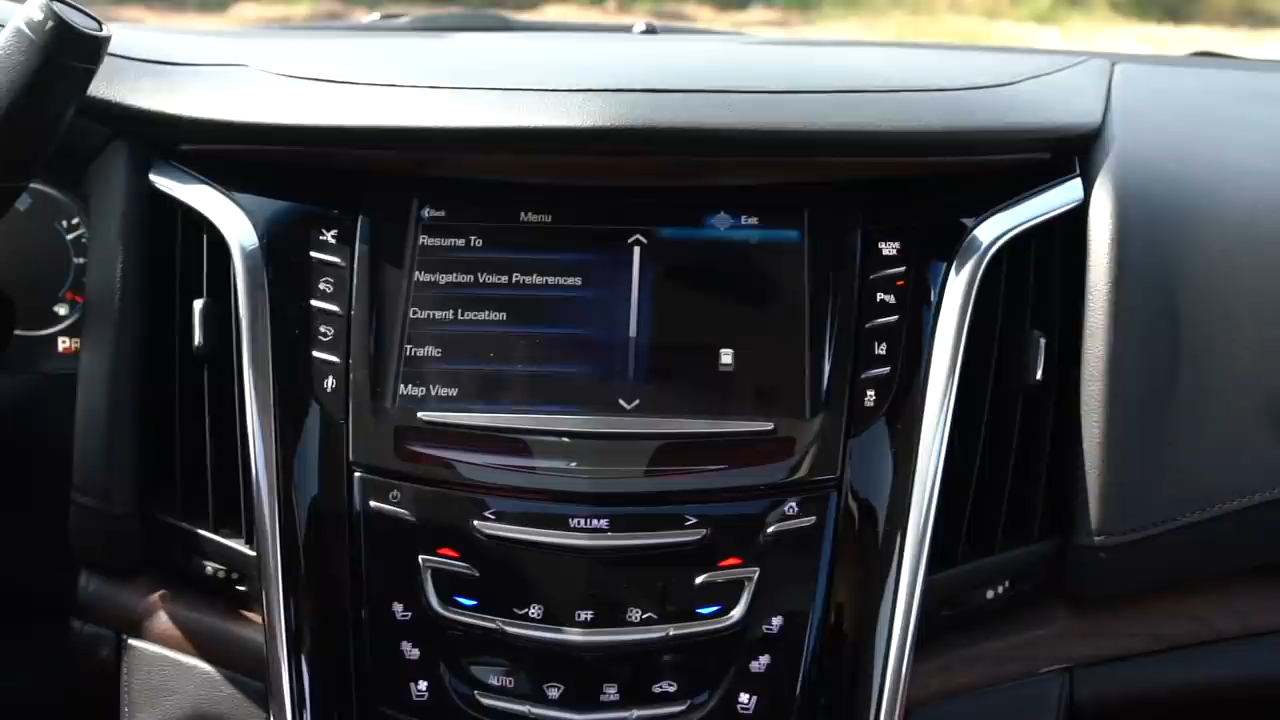 Back
Menu
Exit
Resume To
Navigation Voice Preferences
Current Location
Traffic
Map View
GLOVE
BOX
P
VOLUME
OFF
AUTO
REAR